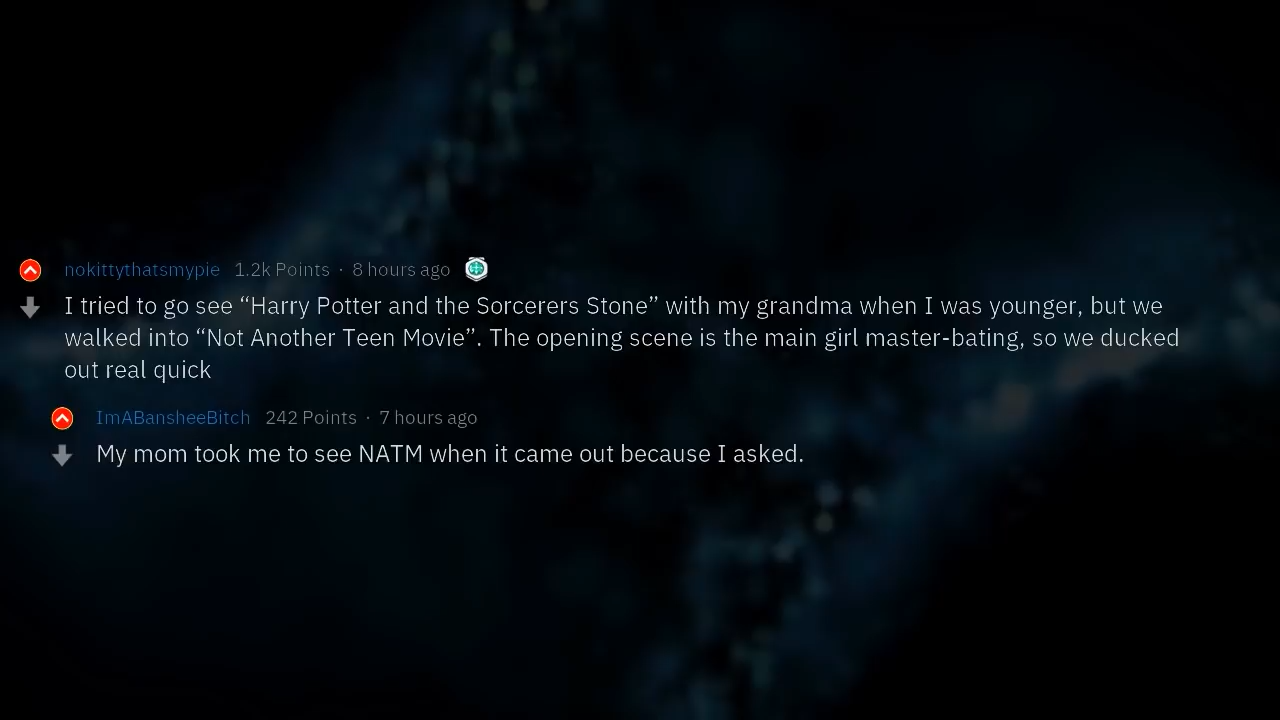 nokittythatsmypie 1.2k Points · 8 hours ago
I tried to go see “Harry Potter and the Sorcerers Stone” with my grandma when I was younger, but we
walked into “Not Another Teen Movie”. The opening scene is the main girl master-bating, so we ducked
out real quick
ImABansheeBitch 242 Points · 7 hours ago
My mom took me to see NATM when it came out because I asked.